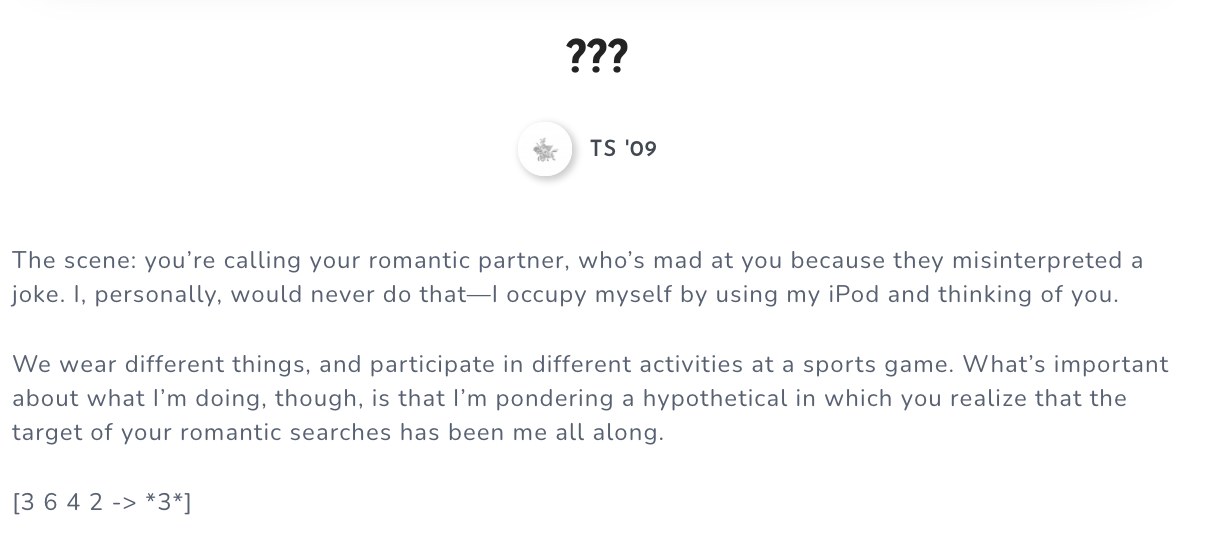 ???
TS '09
The scene: you’re calling your romantic partner, who’s mad at you because they misinterpreted a
joke. I, personally, would never do that—I occupy myself by using my iPod and thinking of you.
We wear different things, and participate in different activities at a sports game. What’s important
about what I’m doing, though, is that I’m pondering a hypothetical in which you realize that the
target of your romantic searches has been me all along.
[3 6 4 2 -> *3*]